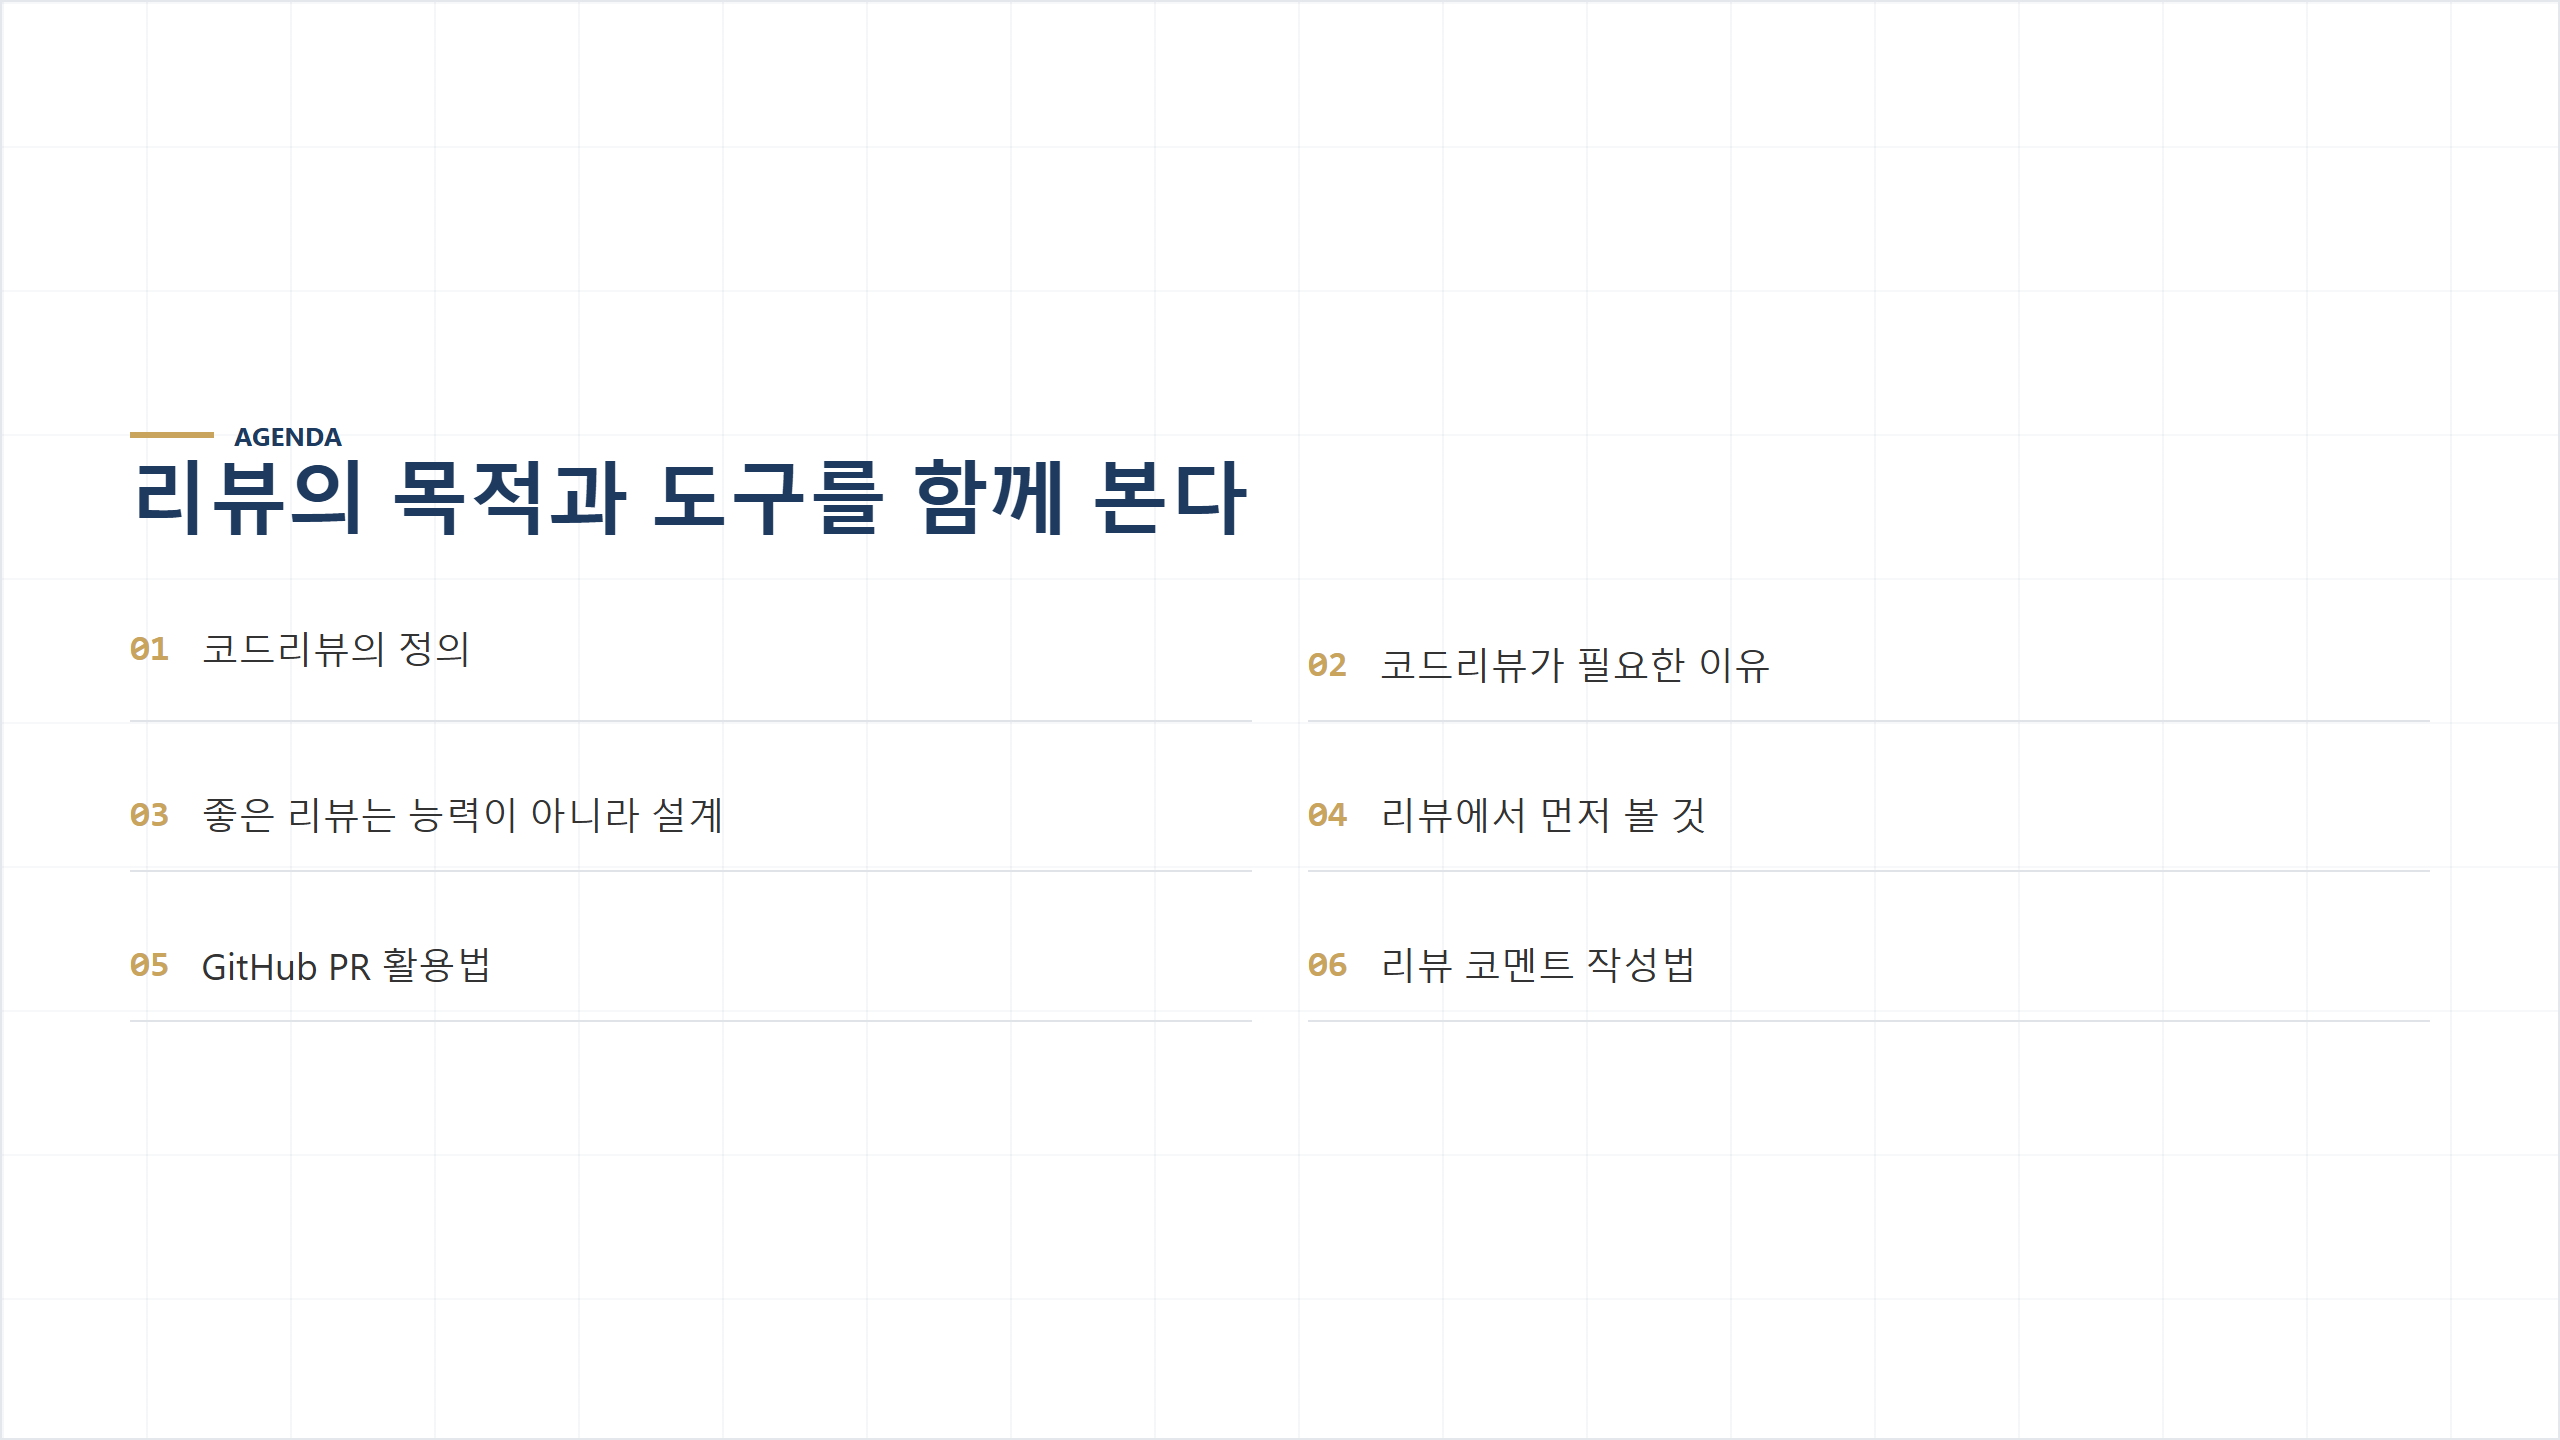 AGENDA
리뷰의 목적과 도구를 함께 본다
01 코드리뷰의 정의
02 코드리뷰가 필요한 이유
03 좋은 리뷰는 능력이 아니라 설계
04 리뷰에서 먼저 볼 것
05 GitHub PR 활용법
06 리뷰 코멘트 작성법